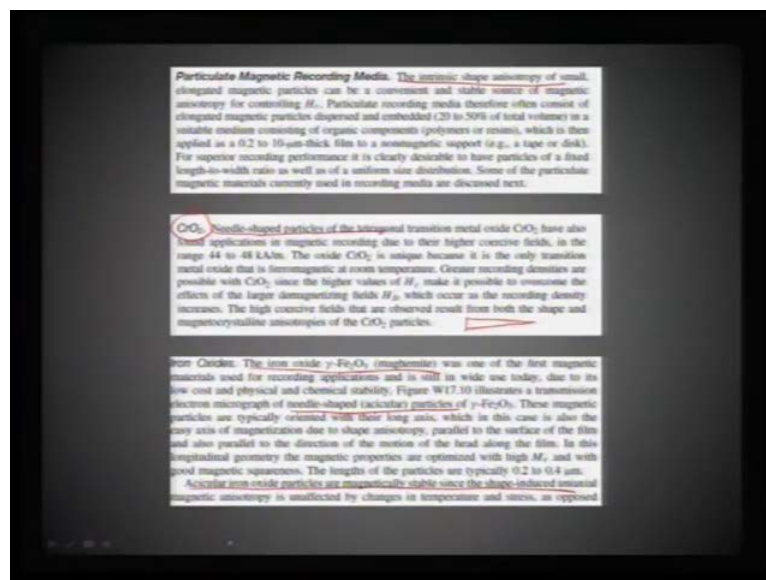 Particulate Magnetic Recording Media. The intrinsic shape anisotropy of small,
elongated magnetic particles can be a convenient and stable source of magnetic
anisotropy for controlling Hc. Particulate recording media therefore often consist of
elongated magnetic particles dispersed and embedded (20 to 50% of total volume) in a
suitable medium consisting of organic components (polymers or resins), which is then
applied as a 0.2 to 10-μm-thick film to a nonmagnetic support (e.g., a tape or disk).
For superior recording performance it is clearly desirable to have particles of a fixed
length-to-width ratio as well as of a uniform size distribution. Some of the particulate
magnetic materials currently used in recording media are discussed next.
CrO₂. Needle-shaped particles of the tetragonal transition metal oxide CrO₂ have also
found applications in magnetic recording due to their higher coercive fields, in the
range 44 to 48 kA/m. The oxide CrO₂ is unique because it is the only transition
metal oxide that is ferromagnetic at room temperature. Greater recording densities are
possible with CrO₂ since the higher values of Hc make it possible to overcome the
effects of the larger demagnetizing fields H_D which occur as the recording density
increases. The high coercive fields that are observed result from both the shape and
magnetocrystalline anisotropies of the CrO₂ particles.
Iron Oxides. The iron oxide γ-Fe₂O₃ (maghemite) was one of the first magnetic
materials used for recording applications and is still in wide use today, due to its
low cost and physical and chemical stability. Figure W17.10 illustrates a transmission
electron micrograph of needle-shaped (acicular) particles of γ-Fe₂O₃. These magnetic
particles are typically oriented with their long axis, which in this case is also the
easy axis of magnetization due to shape anisotropy, parallel to the surface of the film
and also parallel to the direction of the motion of the head along the film. In this
longitudinal geometry the magnetic properties are optimized with high Mr and with
good magnetic squareness. The lengths of the particles are typically 0.2 to 0.4 μm.
Acicular iron oxide particles are magnetically stable since the shape-induced uniaxial
magnetic anisotropy is unaffected by changes in temperature and stress, as opposed